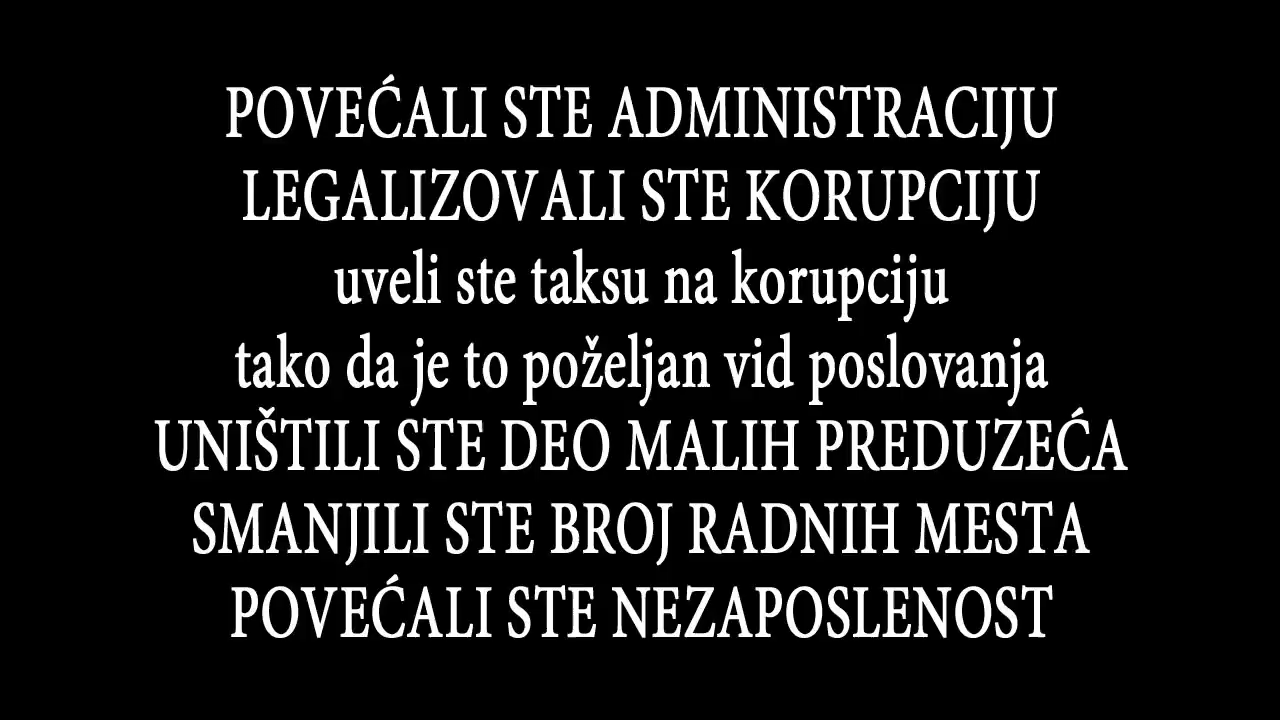 POVEĆALI STE ADMINISTRACIJU
LEGALIZOVALI STE KORUPCIJU
uveli ste taksu na korupciju
tako da je to poželjan vid poslovanja
UNIŠTILI STE DEO MALIH PREDUZEĆA
SMANJILI STE BROJ RADNIH MESTA
POVEĆALI STE NEZAPOSLENOST